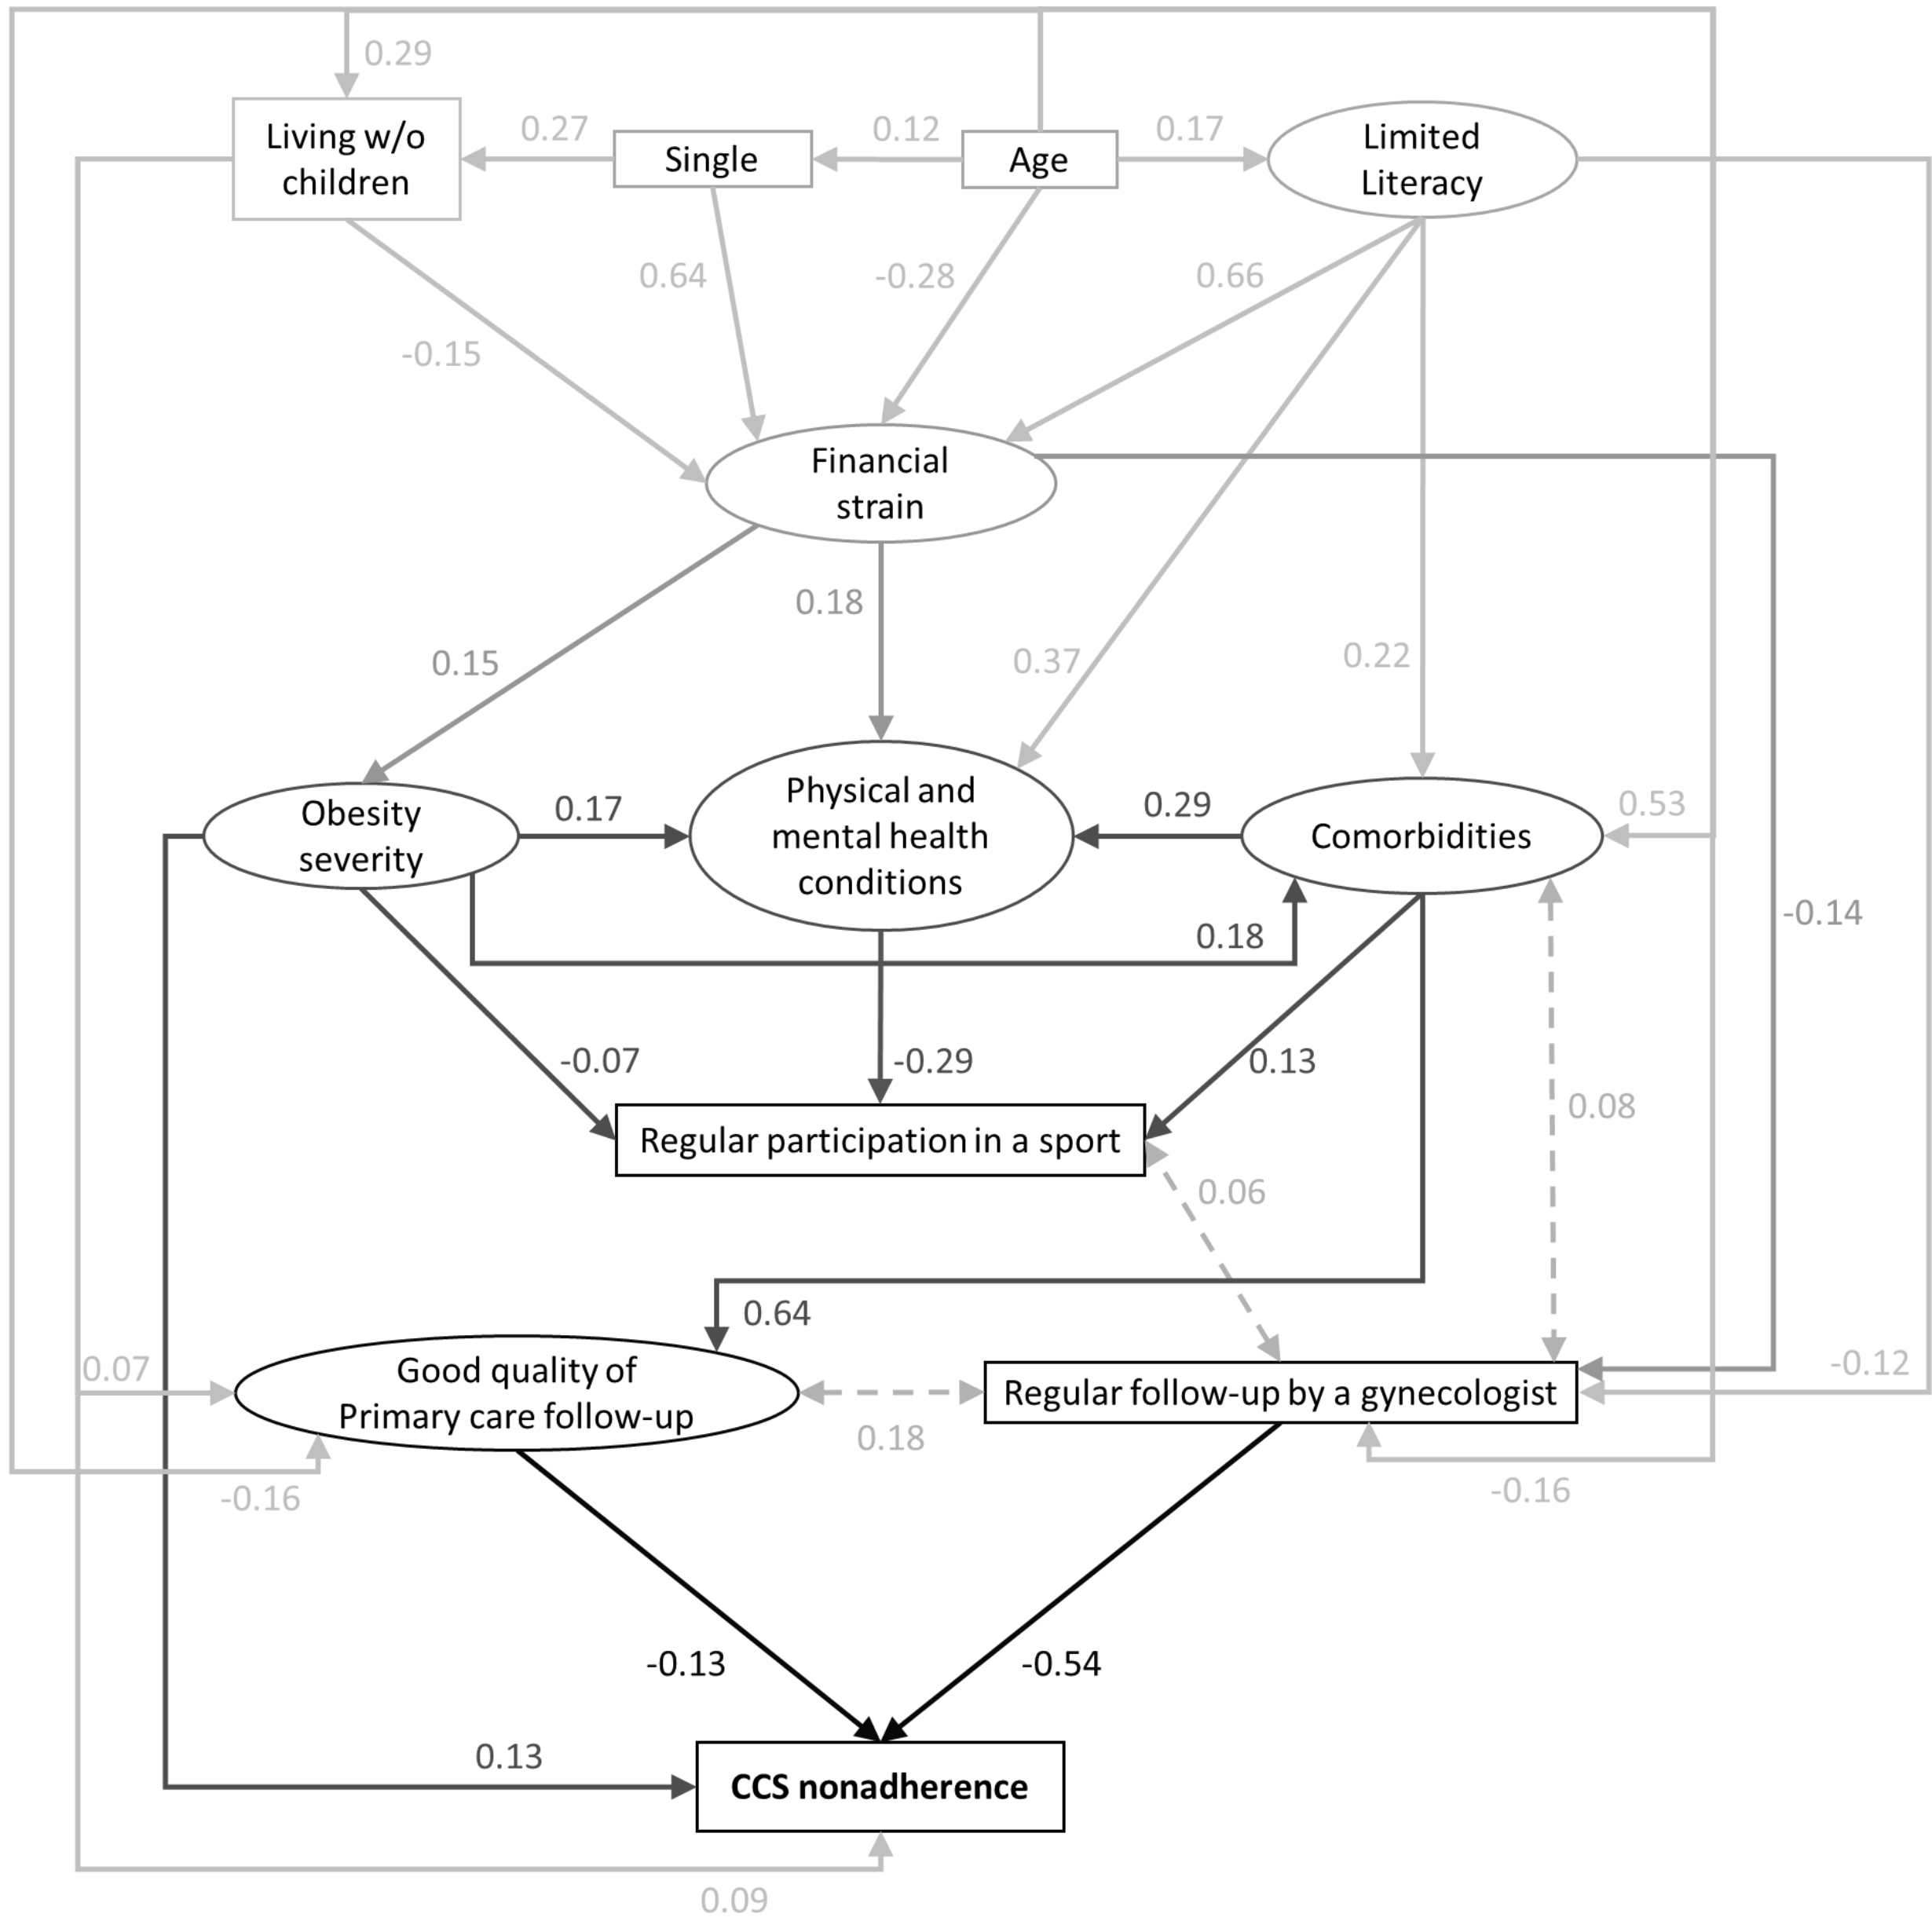 0.29
Living w/o
children
0.27
Single
0.12
Age
0.17
Limited
Literacy
0.64
-0.28
0.66
-0.15
Financial
strain
0.18
0.15
0.37
0.22
Obesity
severity
0.17
Physical and
mental health
conditions
0.29
Comorbidities
0.53
0.18
-0.14
-0.07
-0.29
0.13
0.08
Regular participation in a sport
0.06
0.64
0.07
Good quality of
Primary care follow-up
0.18
Regular follow-up by a gynecologist
-0.12
-0.16
-0.16
-0.13
-0.54
0.13
CCS nonadherence
0.09